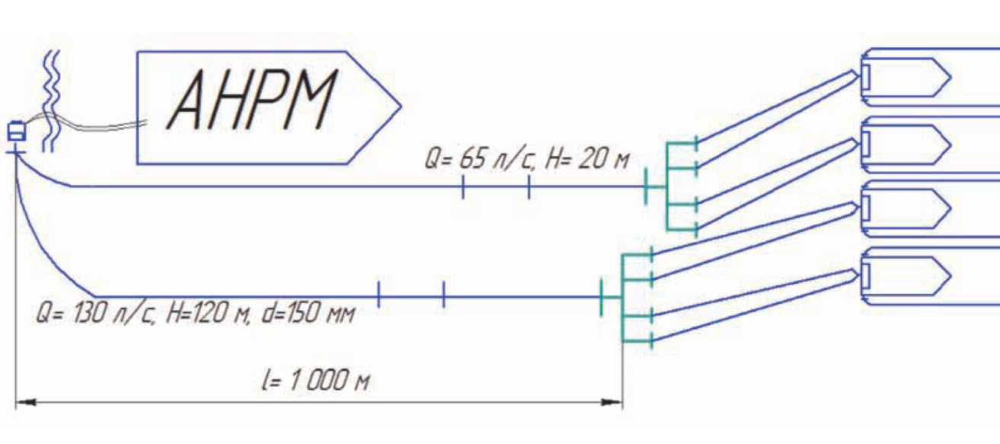 АНРМ
Q= 65 л/с, H= 20 м
Q= 130 л/с, H=120 м, d=150 мм
l= 1 000 м